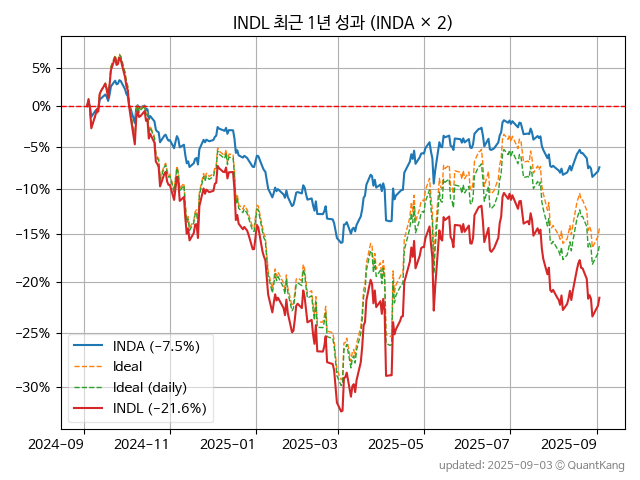 INDL 최근 1년 성과 (INDA × 2)
5%
0%
−5%
−10%
−15%
−20%
−25%
−30%
INDA (−7.5%)
Ideal
Ideal (daily)
INDL (−21.6%)
2024−09 2024−11 2025−01 2025−03 2025−05 2025−07 2025−09
updated: 2025−09−03 © QuantKang